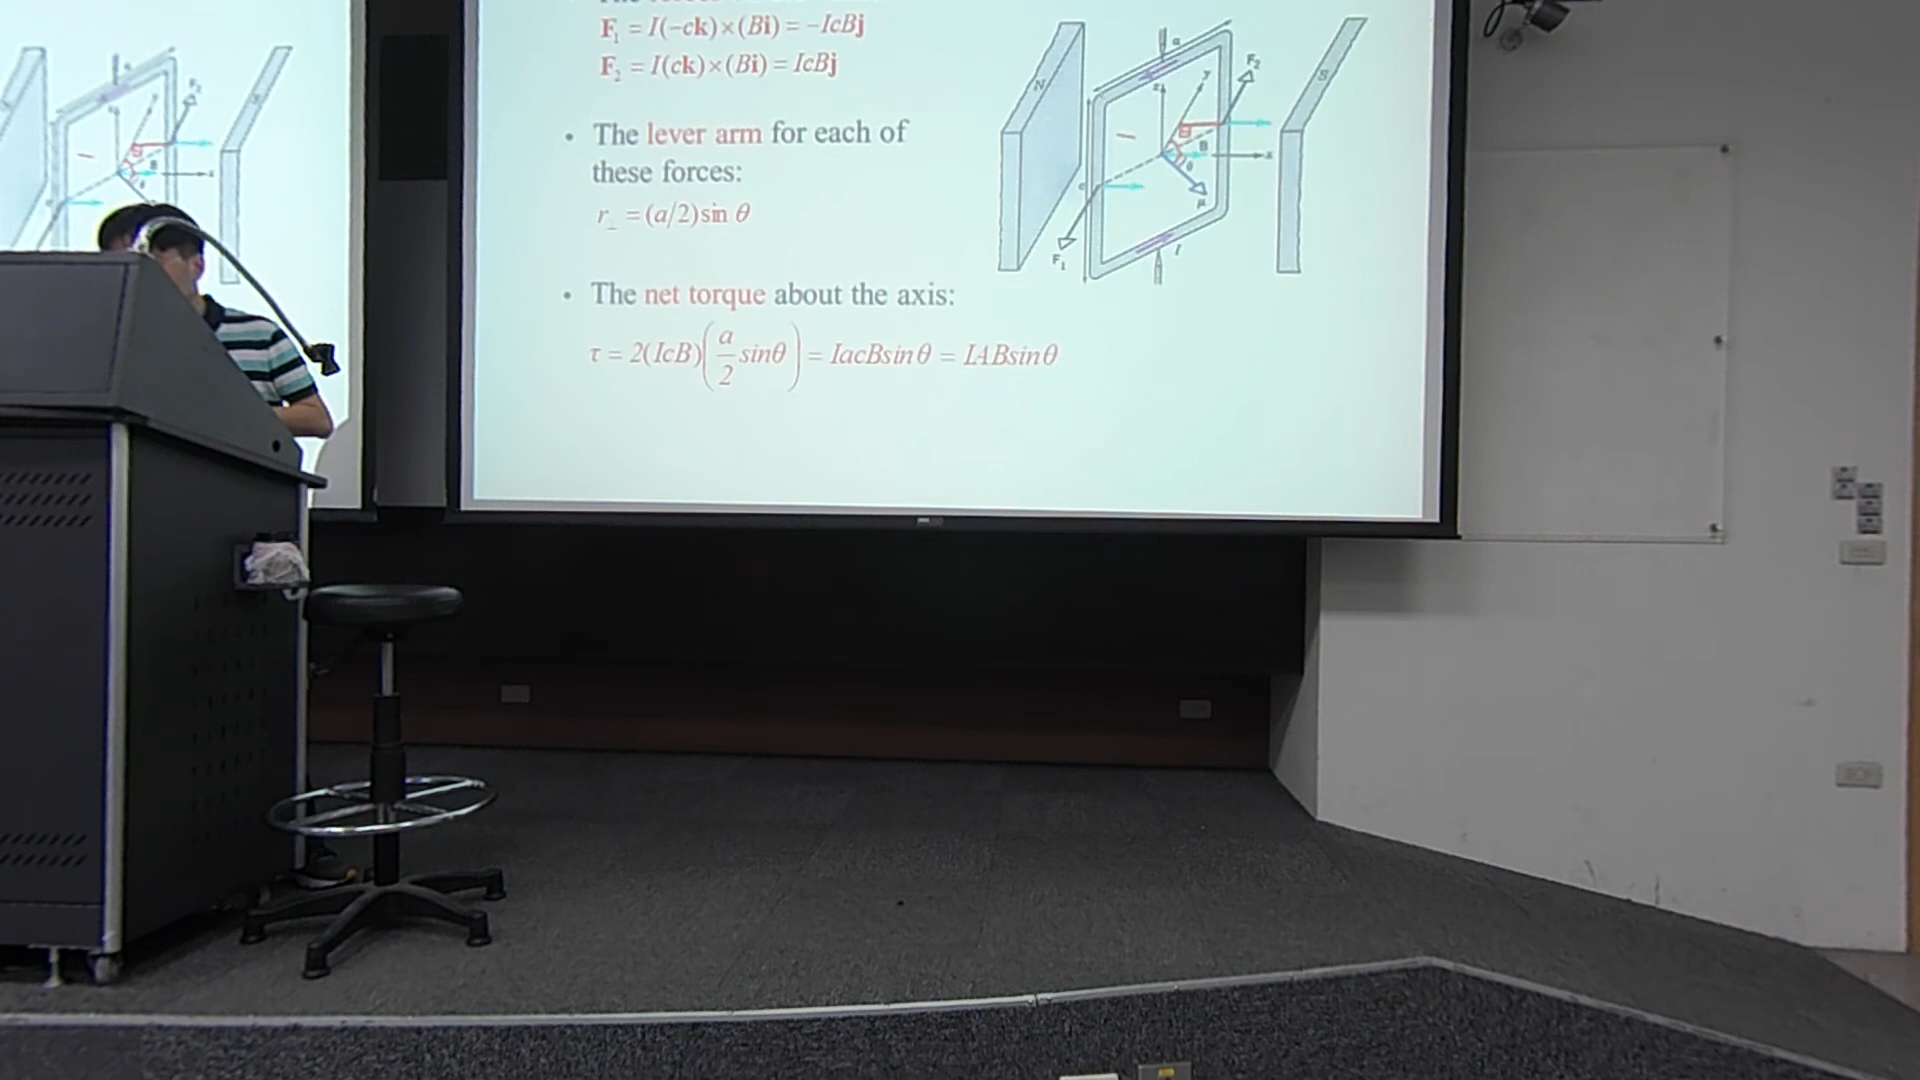 F₁ = I(-ck)×(Bi) = -IcBj
F₂ = I(ck)×(Bi) = IcBj
• The lever arm for each of
these forces:
r⊥ = (a/2)sin θ
• The net torque about the axis:
τ = 2(IcB)(a/2 sinθ) = IacBsinθ = IABsinθ
N
a
F₂
S
y
z
B
x
θ
μ
c
F₁
I